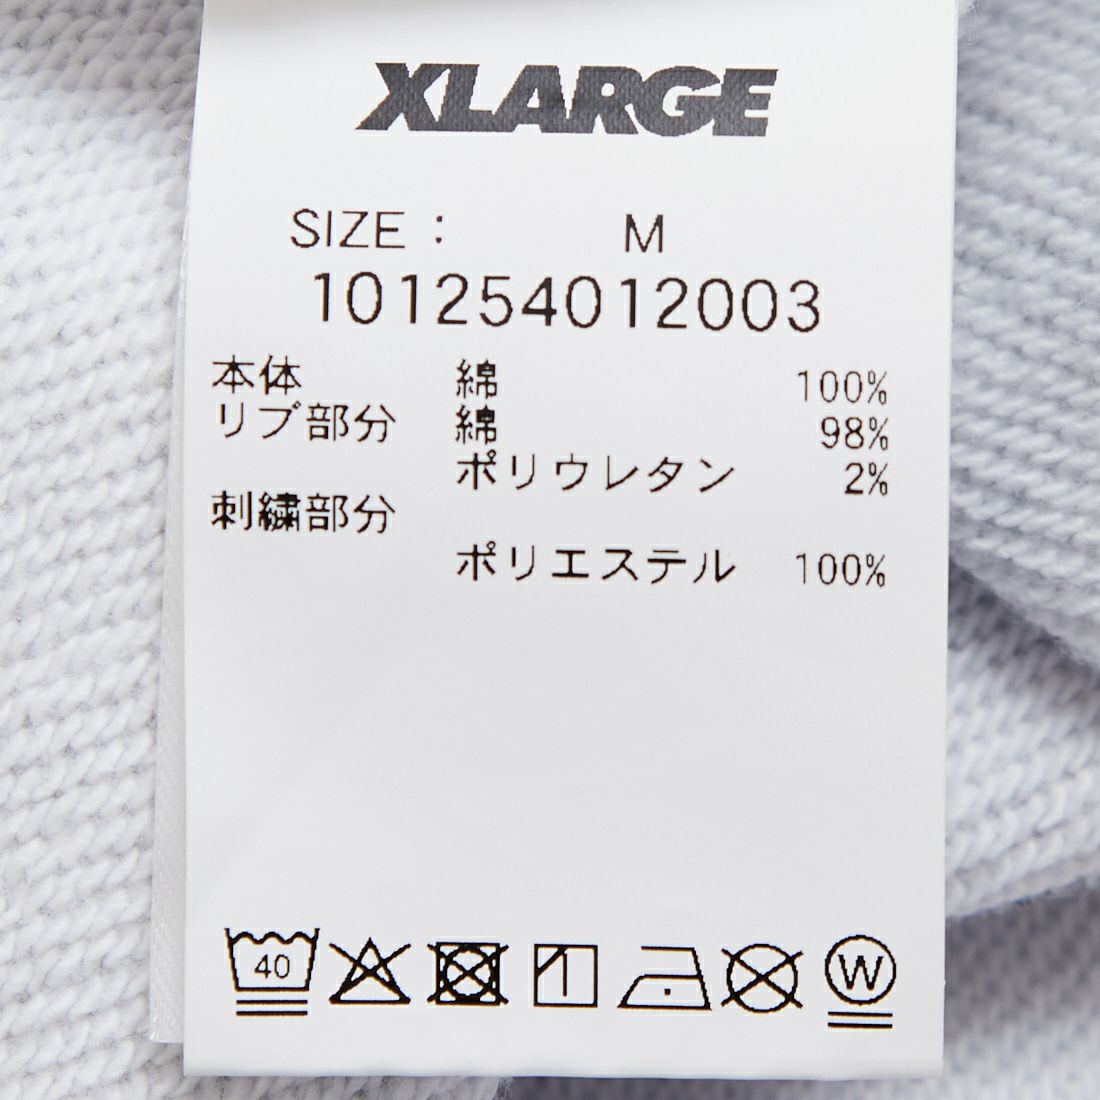 XLARGE
SIZE : M
101254012003
本体 綿 100%
リブ部分 綿 98%
ポリウレタン 2%
刺繍部分
ポリエステル 100%
40 W